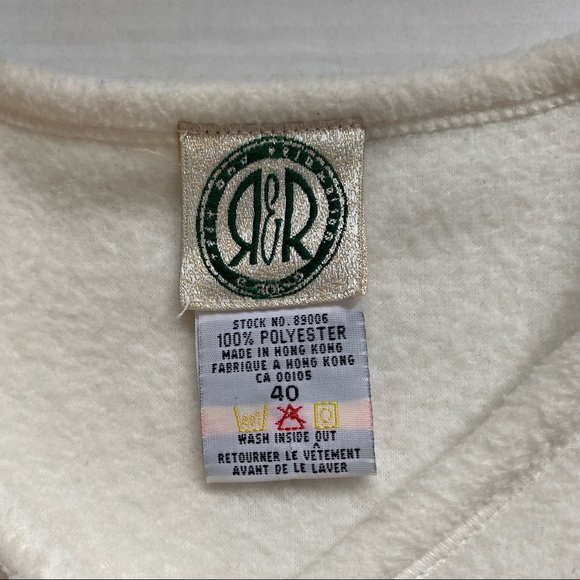 R&R
STOCK NO. 89006
100% POLYESTER
MADE IN HONG KONG
FABRIQUE A HONG KONG
CA 00105
40
WASH INSIDE OUT
RETOURNER LE VÊTEMENT
AVANT DE LE LAVER